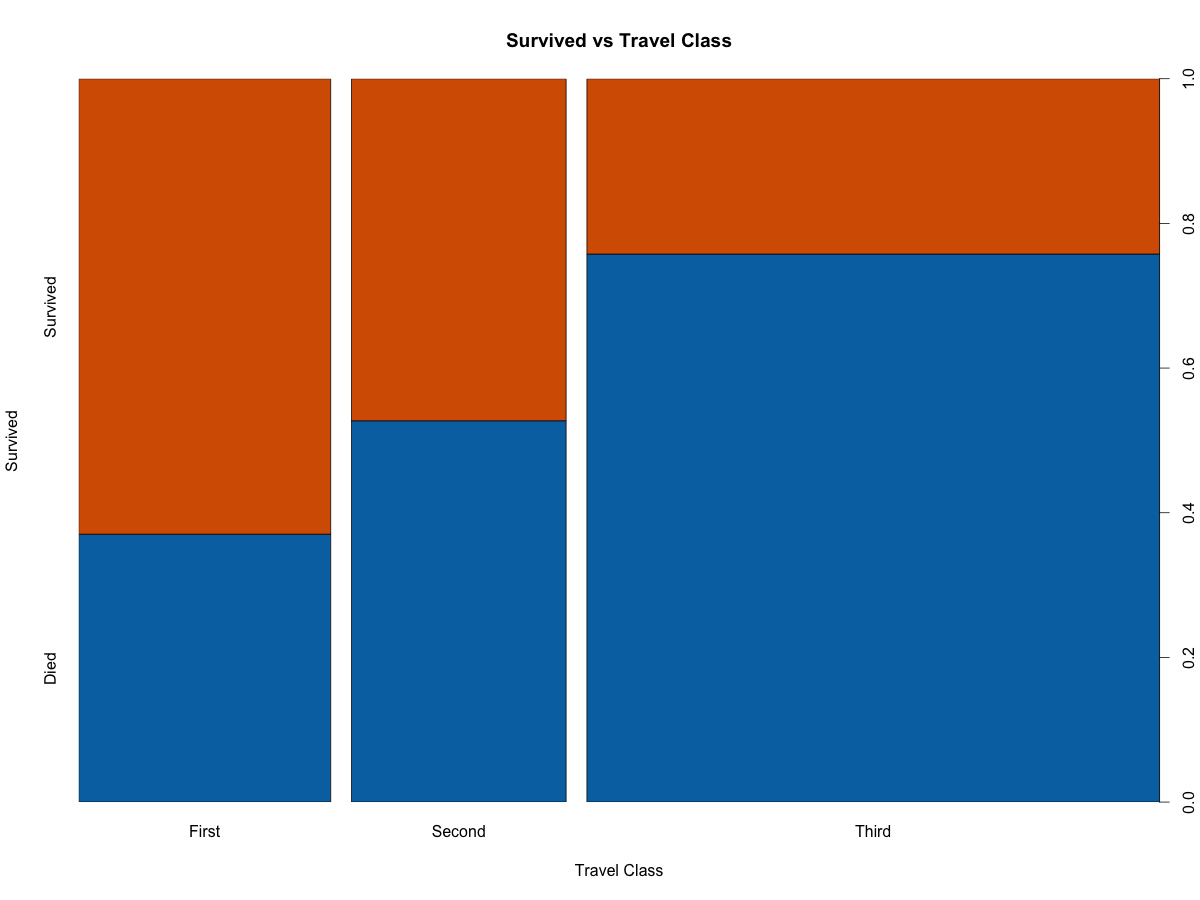 Survived vs Travel Class
Survived
Survived
Died
1.0
0.8
0.6
0.4
0.2
0.0
First
Second
Third
Travel Class